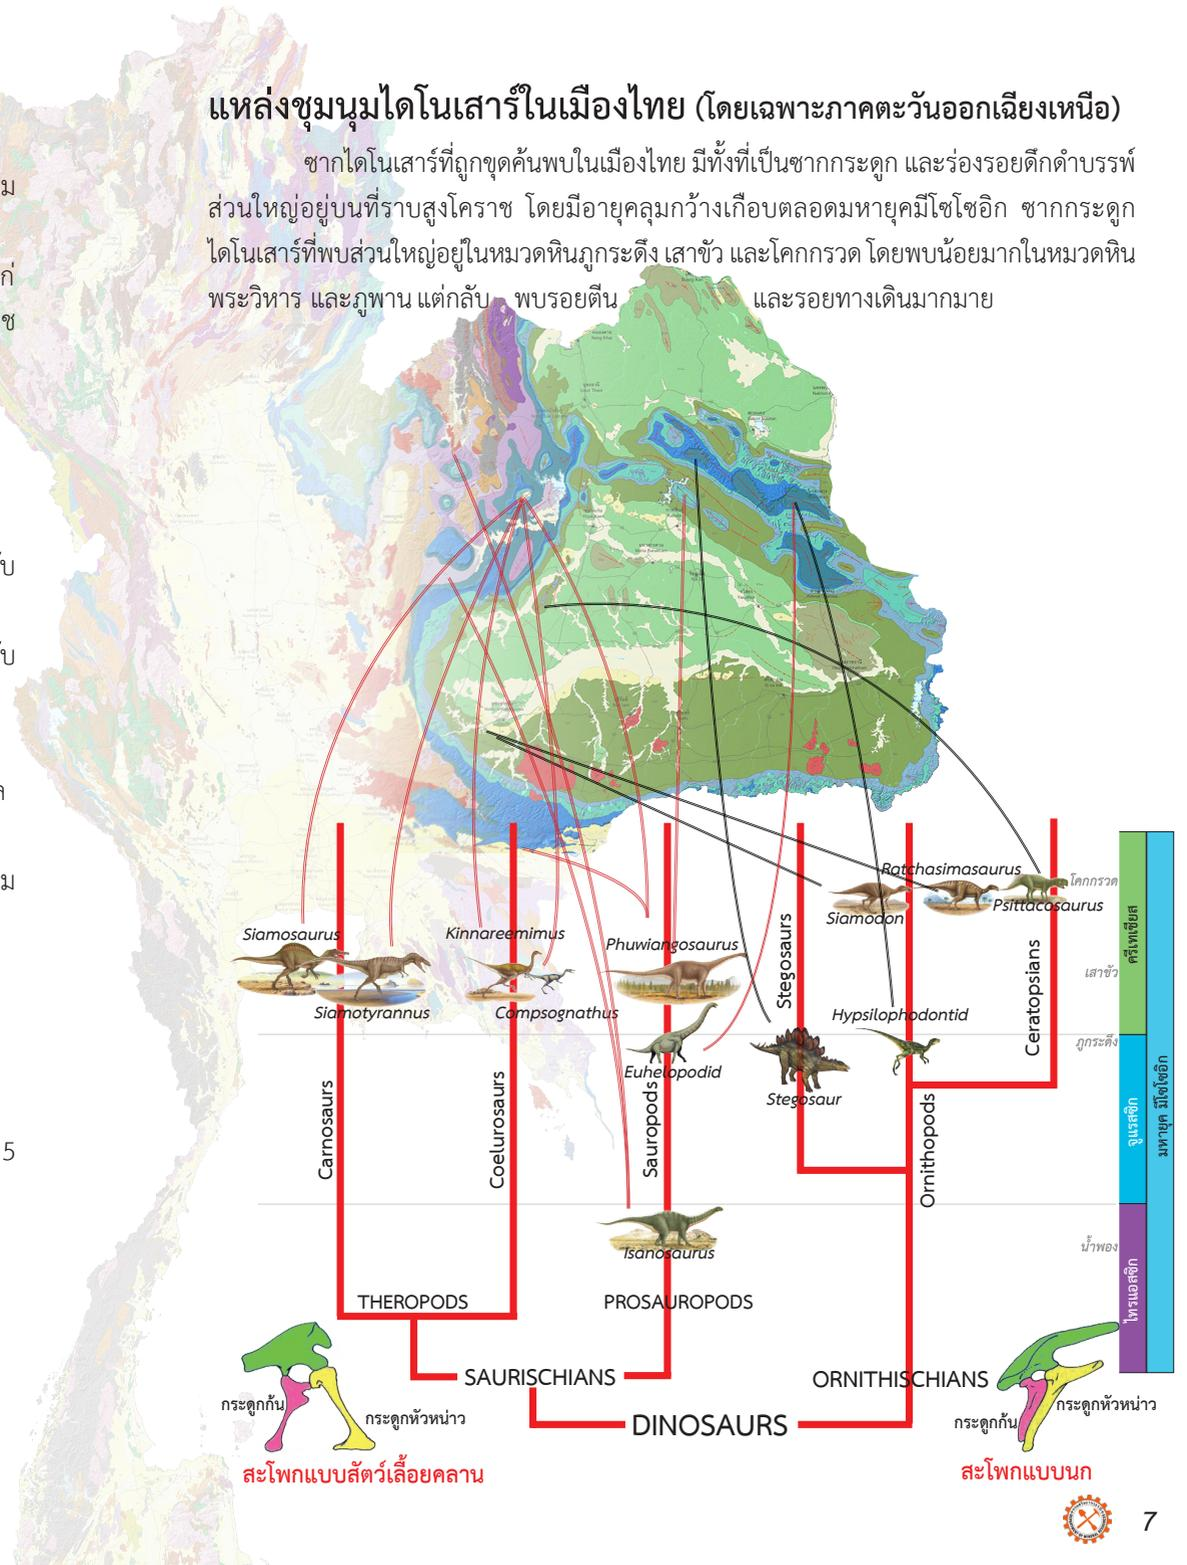 แหล่งชุมนุมไดโนเสาร์ในเมืองไทย (โดยเฉพาะภาคตะวันออกเฉียงเหนือ)
ซากไดโนเสาร์ที่ถูกขุดค้นพบในเมืองไทย มีทั้งที่เป็นซากกระดูก และร่องรอยดึกดำบรรพ์
ส่วนใหญ่อยู่บนที่ราบสูงโคราช โดยมีอายุคลุมกว้างเกือบตลอดมหายุคมีโซโซอิก ซากกระดูก
ไดโนเสาร์ที่พบส่วนใหญ่อยู่ในหมวดหินภูกระดึง เสาขัว และโคกกรวด โดยพบน้อยมากในหมวดหิน
พระวิหาร และภูพาน แต่กลับ พบรอยตีน และรอยทางเดินมากมาย
ม
ก่
ช
ับ
ับ
ม
5
Ratchasimasaurus
โคกกรวด
Siamodon
Psittacosaurus
Siamosaurus
Kinnareemimus
Phuwiangosaurus
Stegosaurs
Ceratopsians
ครีเทเชียส
เสาขัว
Siamotyrannus
Compsognathus
Hypsilophodontid
ภูกระดึง
Euhelopodid
Stegosaur
Carnosaurs
Coelurosaurs
Sauropods
Ornithopods
จูแรสซิก
มหายุค มีโซโซอิก
Isanosaurus
น้ำพอง
ไทรแอสซิก
THEROPODS
PROSAUROPODS
SAURISCHIANS
ORNITHISCHIANS
กระดูกก้น
กระดูกหัวหน่าว
DINOSAURS
กระดูกก้น
กระดูกหัวหน่าว
สะโพกแบบสัตว์เลื้อยคลาน
สะโพกแบบนก
7